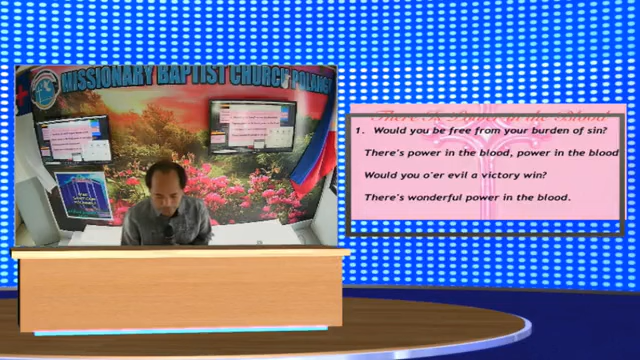 MISSIONARY BAPTIST CHURCH POLANGUI
There Is Power in the Blood
1. Would you be free from your burden of sin?
There's power in the blood, power in the blood
Would you o'er evil a victory win?
There's wonderful power in the blood.